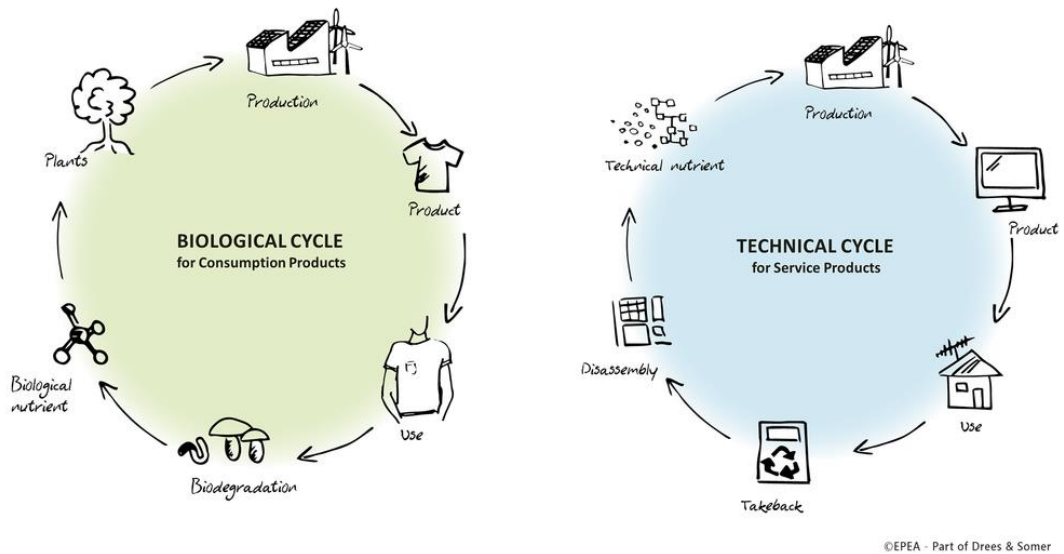 Production
Product
Use
Biodegradation
Biological
nutrient
Plants
BIOLOGICAL CYCLE
for Consumption Products
Production
Product
Use
Takeback
Disassembly
Technical nutrient
TECHNICAL CYCLE
for Service Products
©EPEA - Part of Drees & Somer